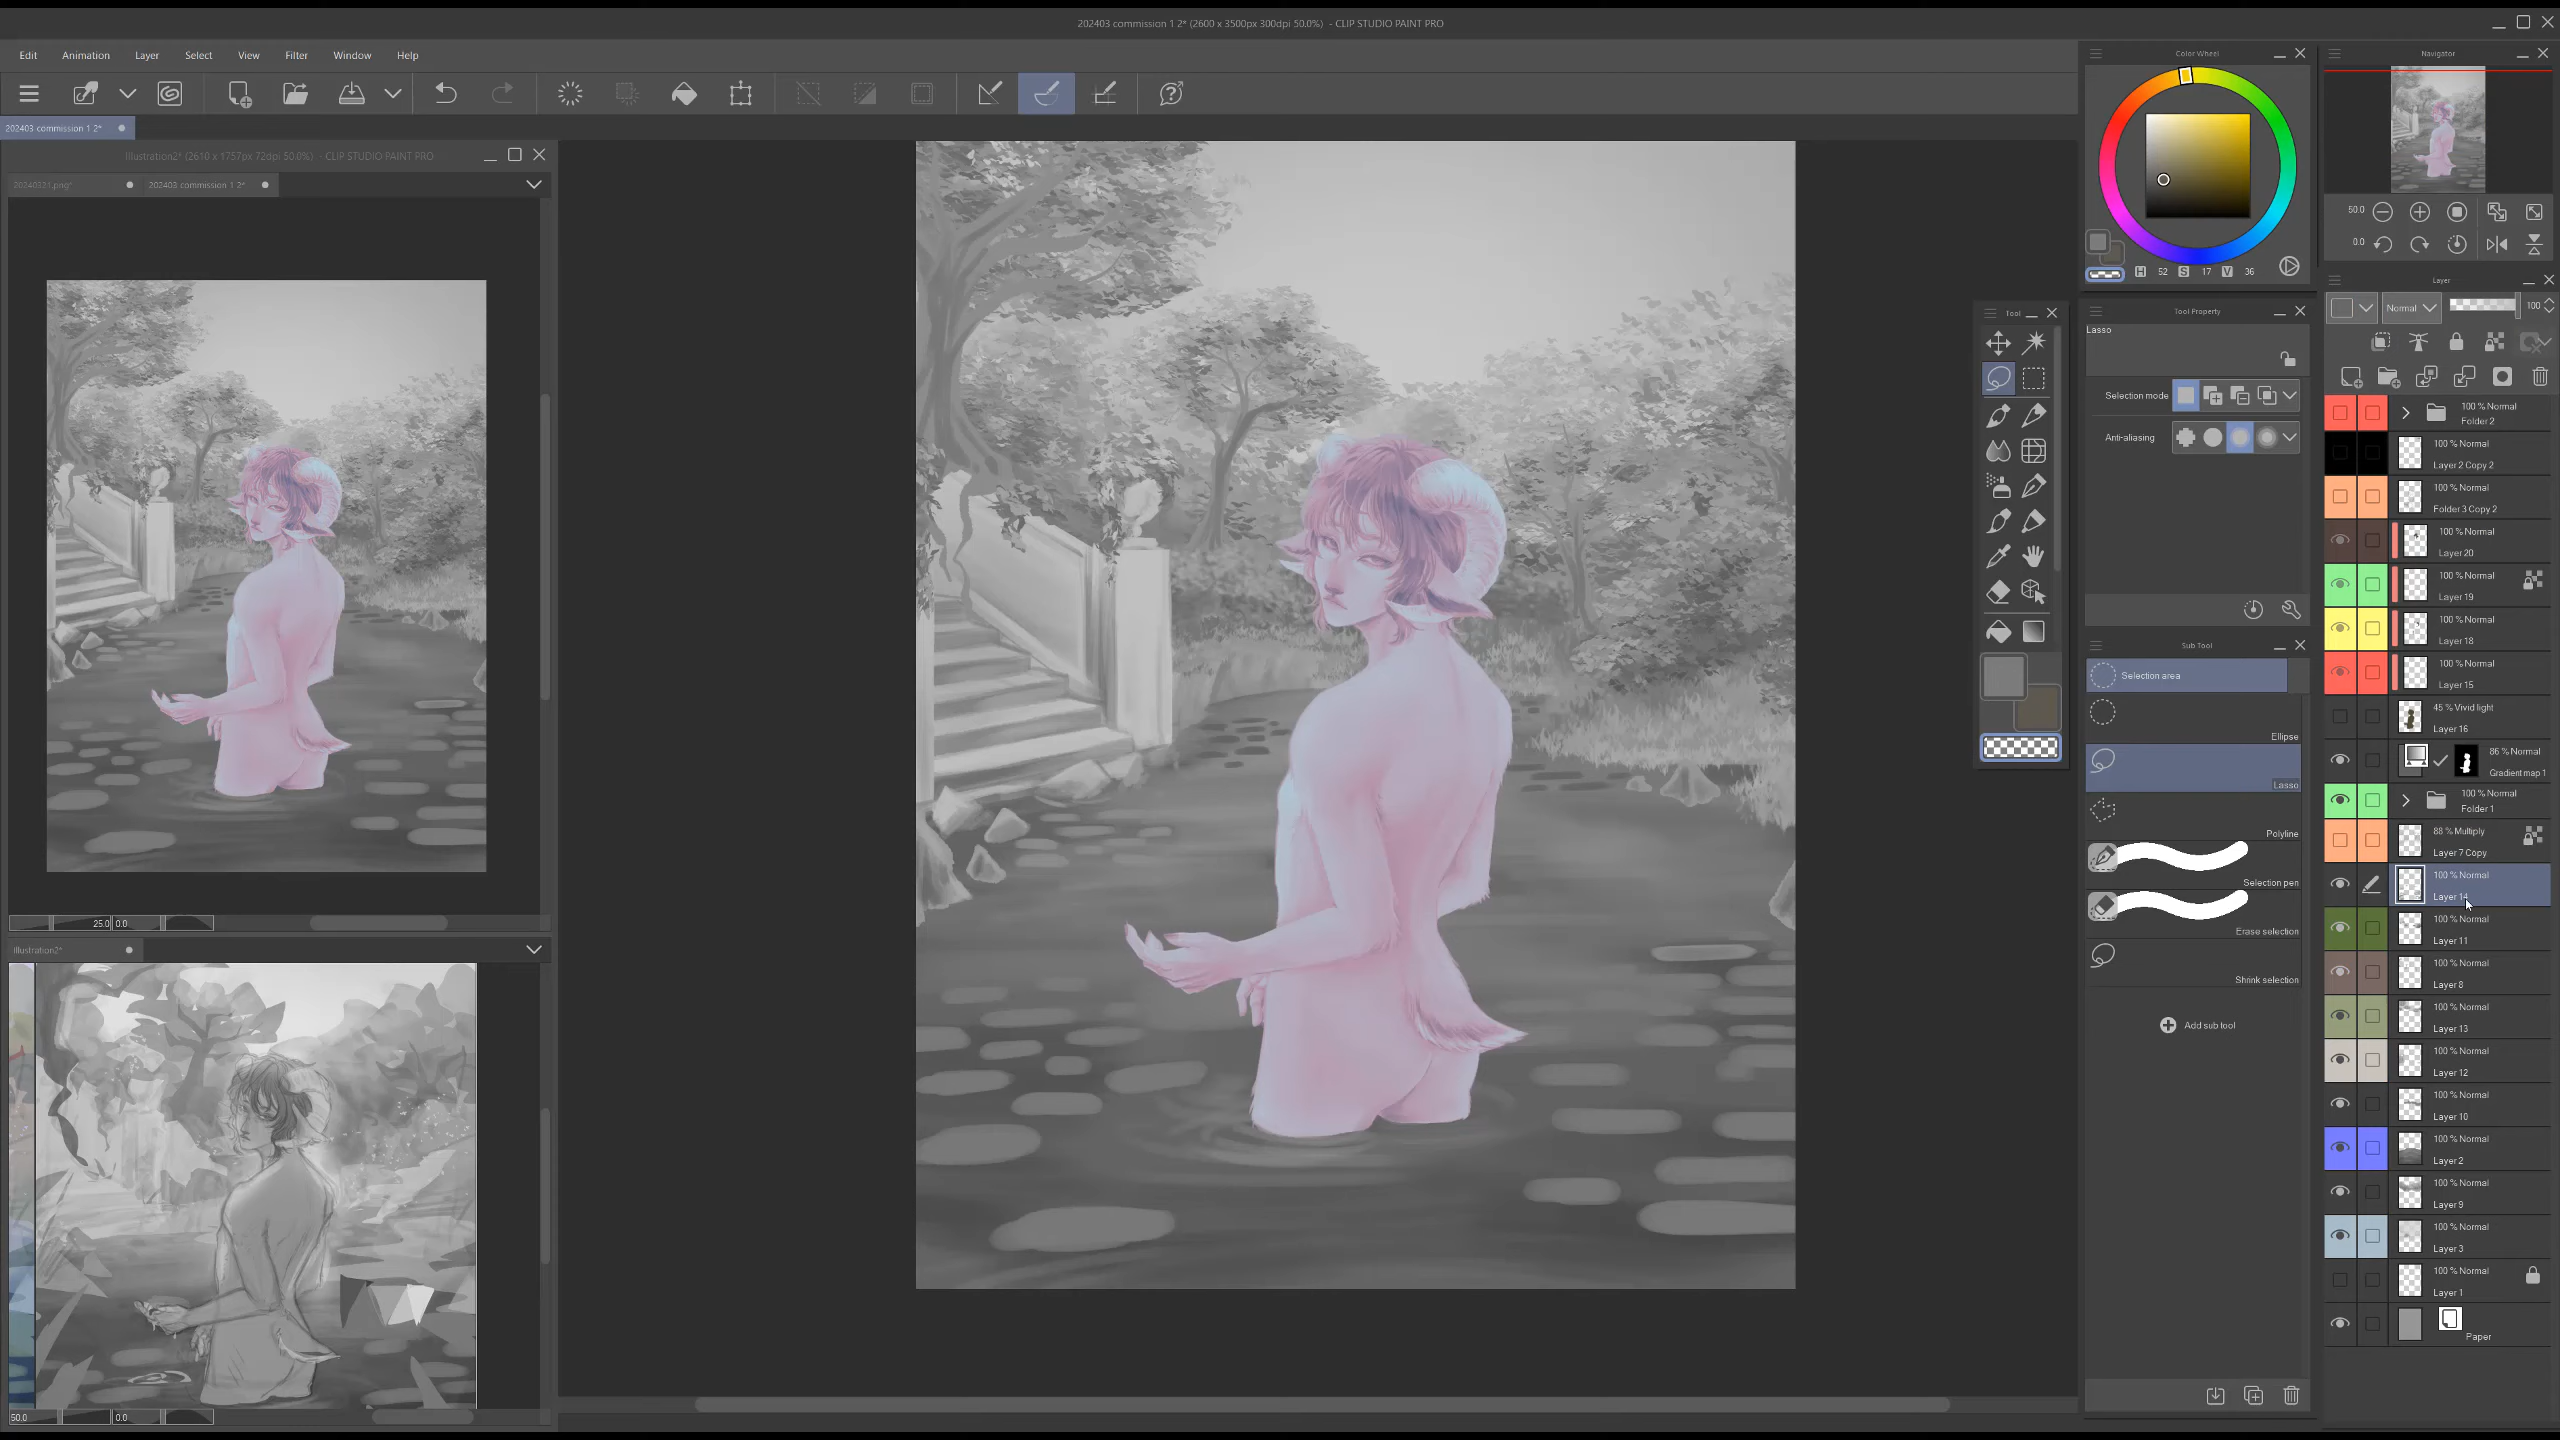 202403 commission 1 2* (2600 x 3500px 300dpi 50.0%) - CLIP STUDIO PAINT PRO
Edit Animation Layer Select View Filter Window Help
202403 commission 1 2*
Illustration2* (2610 x 1757px 72dpi 50.0%) - CLIP STUDIO PAINT PRO
20240321.png* 202403 commission 1 2*
25.0 0.0
Illustration2*
50.0 0.0
Tool
Color Wheel
H 52 S 17 V 36
Tool Property
Lasso
Selection mode
Anti-aliasing
Sub Tool
Selection area
Ellipse
Lasso
Polyline
Selection pen
Erase selection
Shrink selection
Add sub tool
Navigator
50.0
0.0
Layer
Normal 100
100 % Normal
Folder 2
100 % Normal
Layer 2 Copy 2
100 % Normal
Folder 3 Copy 2
100 % Normal
Layer 20
100 % Normal
Layer 19
100 % Normal
Layer 18
100 % Normal
Layer 15
45 % Vivid light
Layer 16
86 % Normal
Gradient map 1
100 % Normal
Folder 1
88 % Multiply
Layer 7 Copy
100 % Normal
Layer 14
100 % Normal
Layer 11
100 % Normal
Layer 8
100 % Normal
Layer 13
100 % Normal
Layer 12
100 % Normal
Layer 10
100 % Normal
Layer 2
100 % Normal
Layer 9
100 % Normal
Layer 3
100 % Normal
Layer 1
Paper